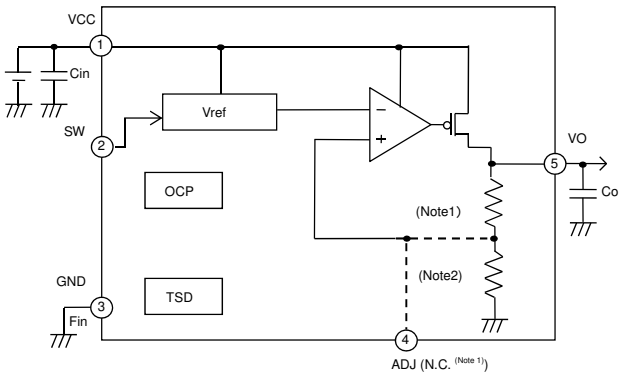 VCC
1
Cin
Vref
−
+
SW
2
VO
5
Co
OCP
(Note1)
(Note2)
GND
3
Fin
TSD
4
ADJ (N.C. (Note 1))